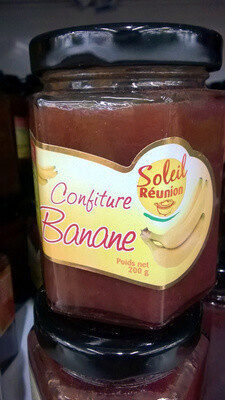 Soleil
Réunion
Confiture
Banane
Poids net
200 g